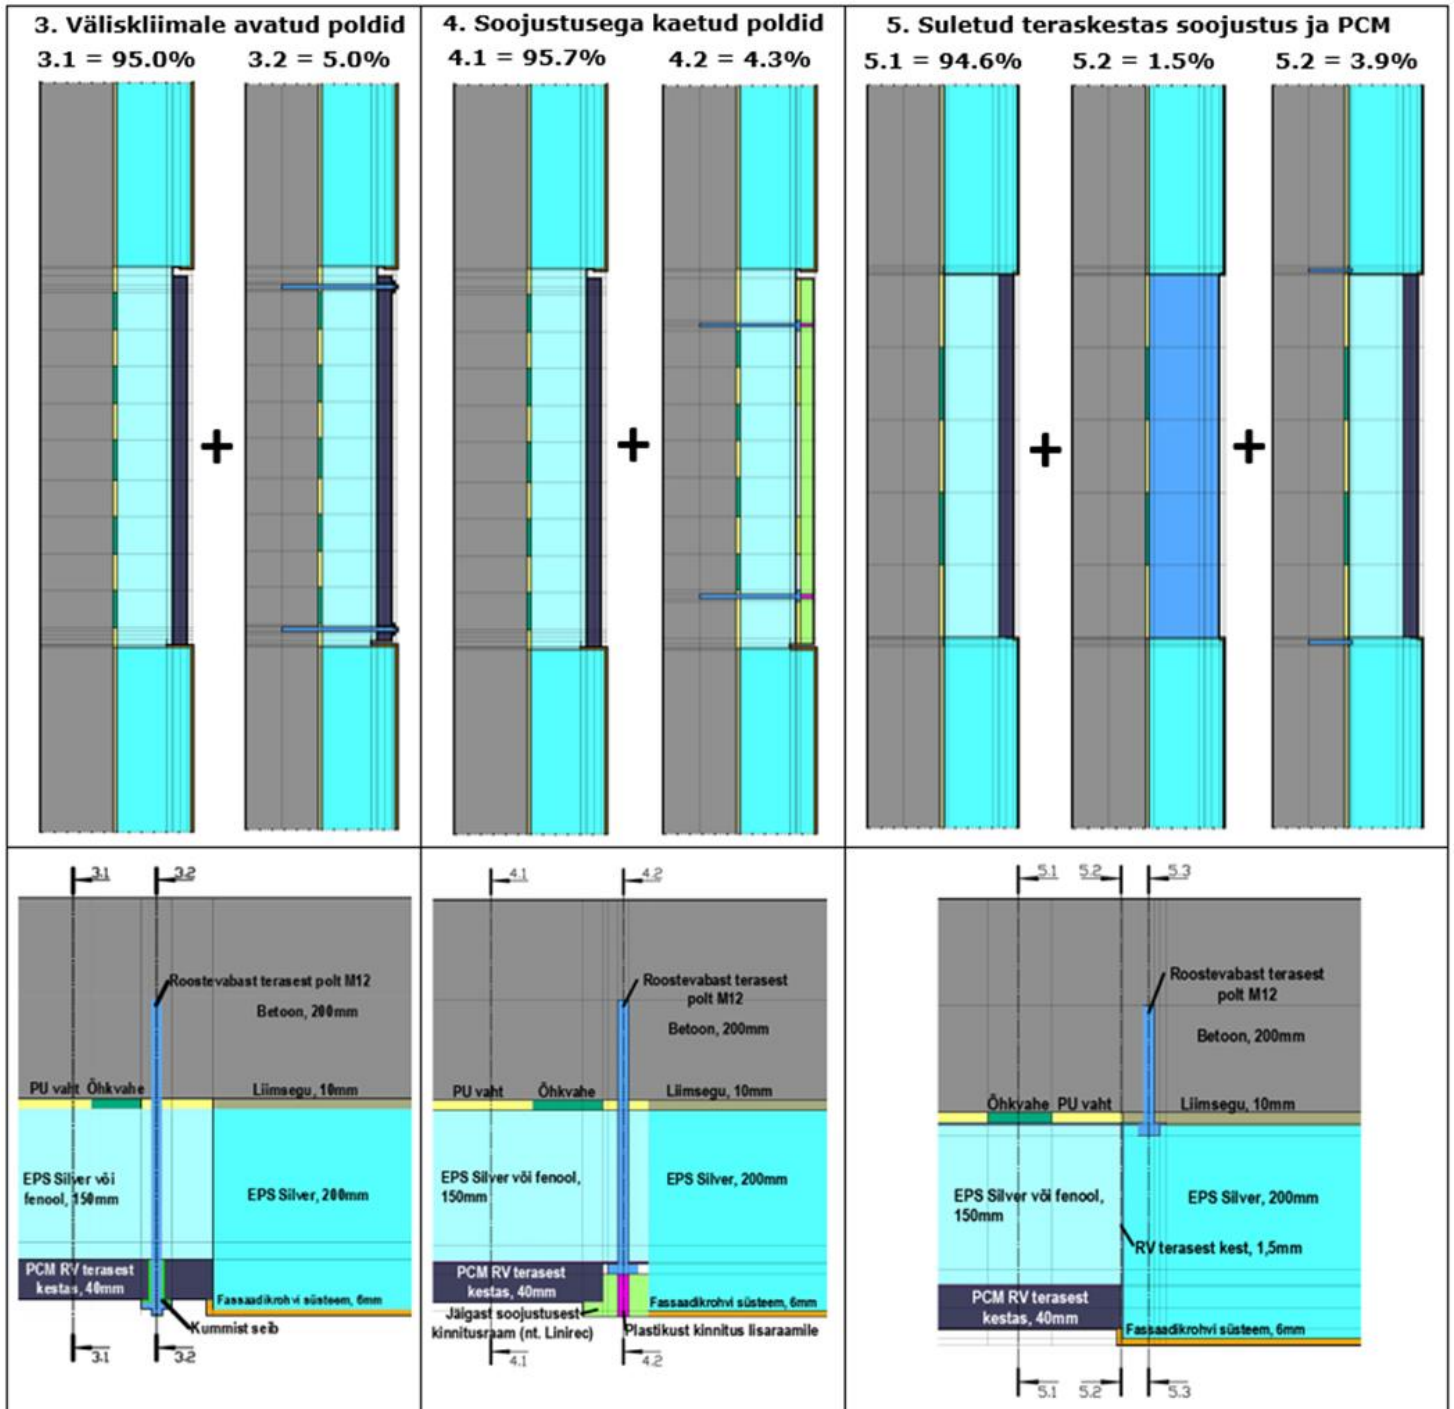 3. Väliskliimale avatud poldid
3.1 = 95.0%
3.2 = 5.0%
+
4. Soojustusega kaetud poldid
4.1 = 95.7%
4.2 = 4.3%
+
5. Suletud teraskestas soojustus ja PCM
5.1 = 94.6%
5.2 = 1.5%
5.2 = 3.9%
+
+
3.1
3.2
Roostevabast terasest polt M12
Betoon, 200mm
PU vaht
Õhkvahe
Liimsegu, 10mm
EPS Silver või
fenool, 150mm
EPS Silver, 200mm
PCM RV terasest
kestas, 40mm
Fassaadikrohvi süsteem, 6mm
Kummist seib
3.1
3.2
4.1
4.2
Roostevabast terasest
polt M12
Betoon, 200mm
PU vaht
Õhkvahe
Liimsegu, 10mm
EPS Silver või fenool,
150mm
EPS Silver, 200mm
PCM RV terasest
kestas, 40mm
Jäigast soojustusest
kinnitusraam (nt. Linirec)
Fassaadikrohvi süsteem, 6mm
Plastikust kinnitus lisaraamile
4.1
4.2
5.1
5.2
5.3
Roostevabast terasest
polt M12
Betoon, 200mm
Õhkvahe
PU vaht
Liimsegu, 10mm
EPS Silver või fenool,
150mm
EPS Silver, 200mm
RV terasest kest, 1,5mm
PCM RV terasest
kestas, 40mm
Fassaadikrohvi süsteem, 6mm
5.1
5.2
5.3